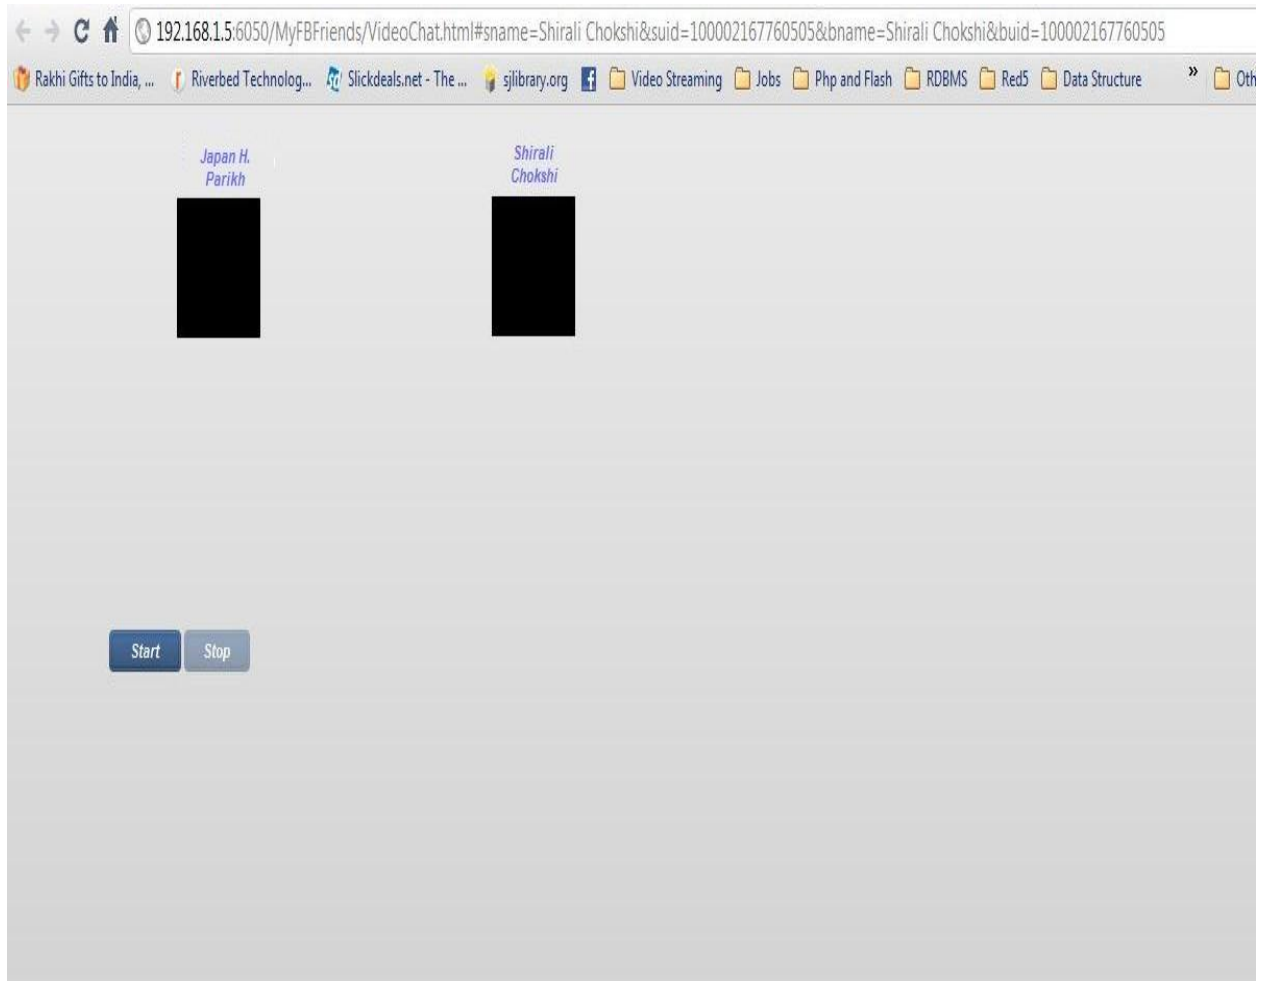 192.168.1.5:6050/MyFBFriends/VideoChat.html#sname=Shirali Chokshi&suid=100002167760505&bname=Shirali Chokshi&buid=100002167760505
Rakhi Gifts to India, ... Riverbed Technolog... Slickdeals.net - The ... sjlibrary.org Video Streaming Jobs Php and Flash RDBMS Red5 Data Structure » Oth
Japan H.
Parikh
Shirali
Chokshi
Start Stop